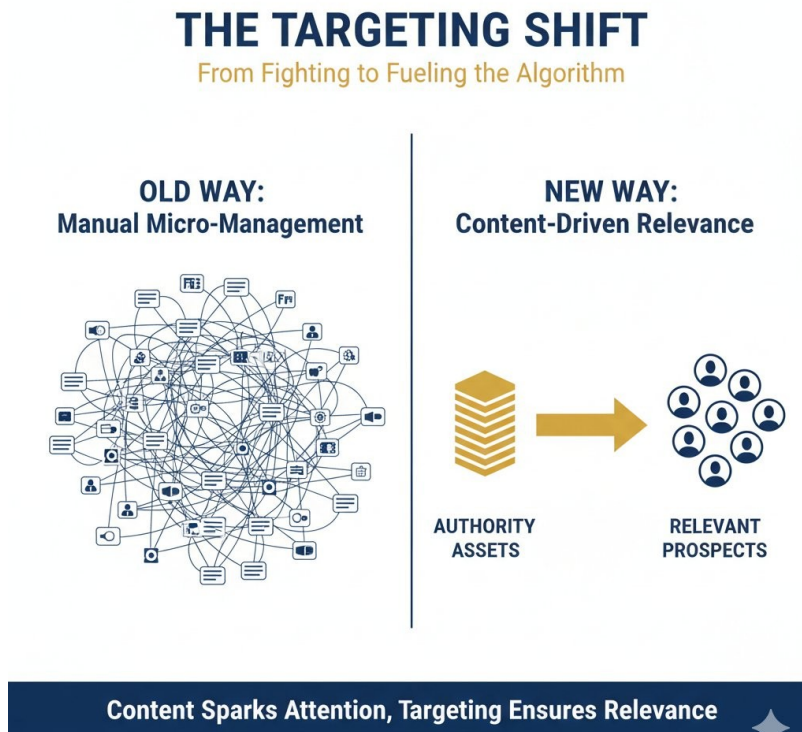 THE TARGETING SHIFT
From Fighting to Fueling the Algorithm
OLD WAY:
Manual Micro-Management
NEW WAY:
Content-Driven Relevance
AUTHORITY
ASSETS
RELEVANT
PROSPECTS
Content Sparks Attention, Targeting Ensures Relevance